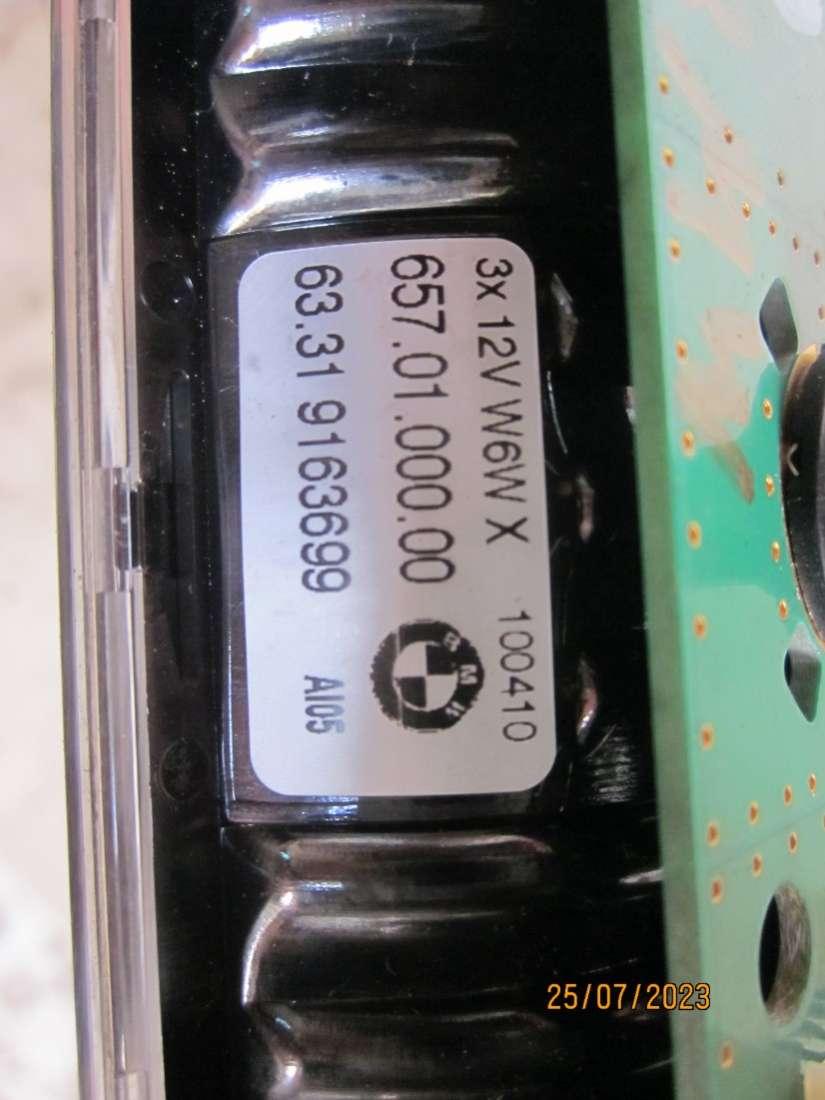 3x 12V W6W X 100410
657.01.000.00
BMW
63.31 9163699 AI05
25/07/2023